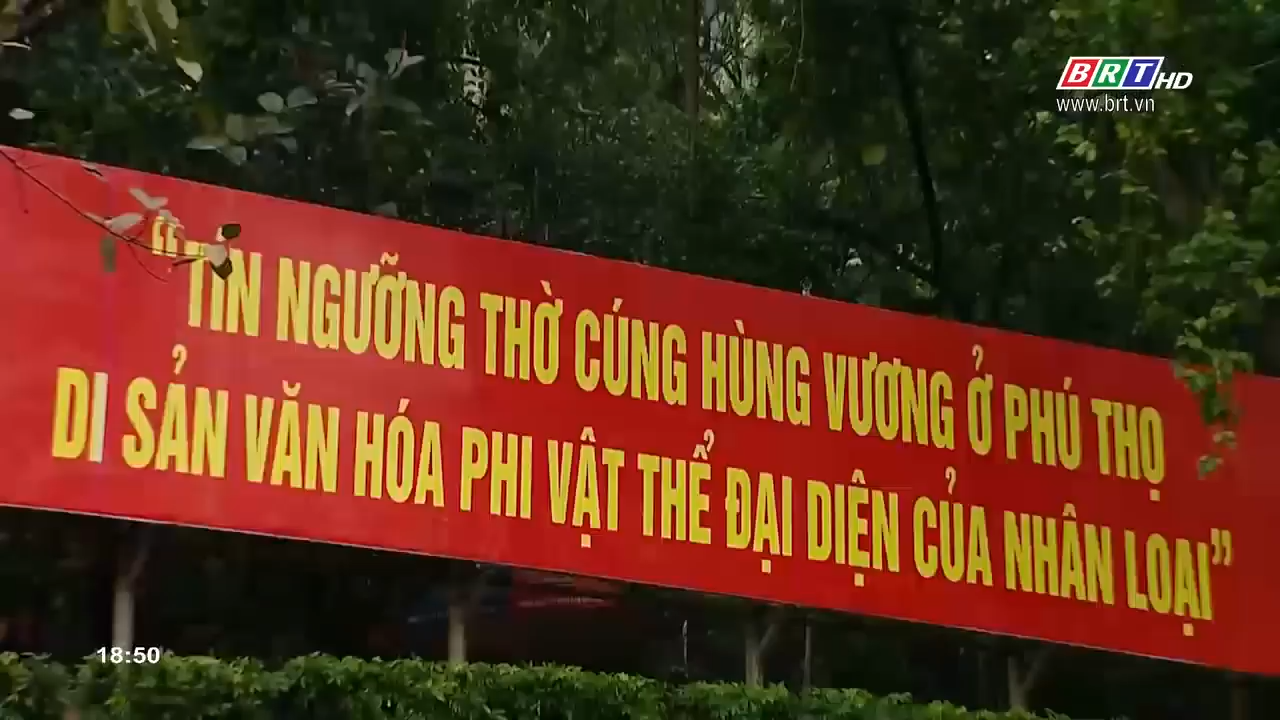 BRT HD
www.brt.vn
“TÍN NGƯỠNG THỜ CÚNG HÙNG VƯƠNG Ở PHÚ THỌ
DI SẢN VĂN HÓA PHI VẬT THỂ ĐẠI DIỆN CỦA NHÂN LOẠI”
18:50